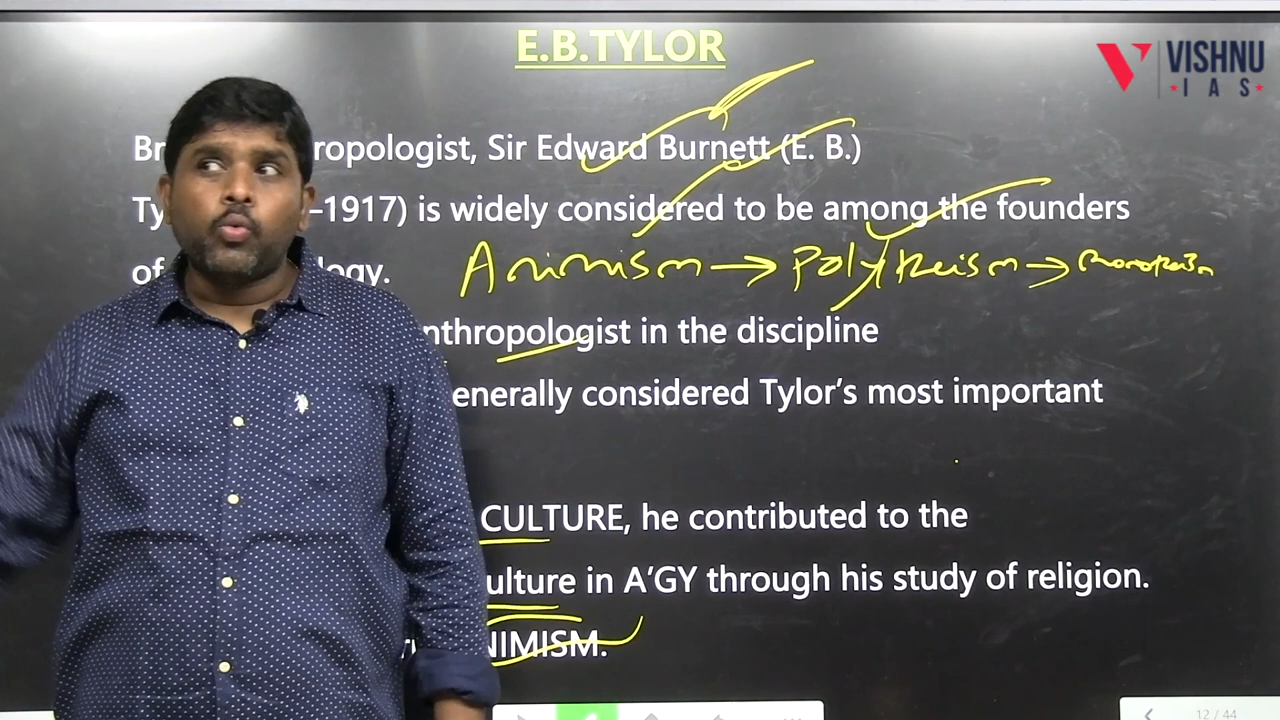 E.B.TYLOR
VISHNU
IAS
Br ropologist, Sir Edward Burnett (E. B.)
Ty –1917) is widely considered to be among the founders
of logy.
Animism → Polytheism → monotheism
nthropologist in the discipline
enerally considered Tylor's most important
CULTURE, he contributed to the
ulture in A'GY through his study of religion.
NIMISM.
12 / 44